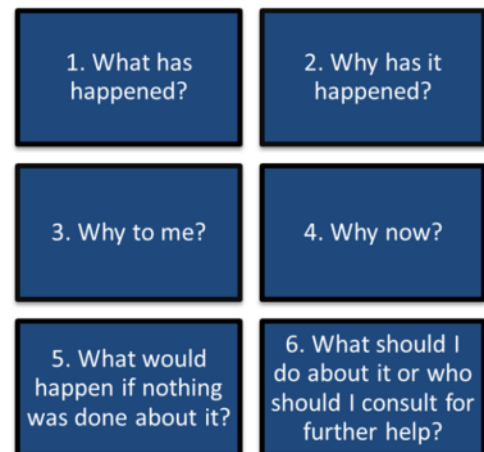 1. What has
happened?
2. Why has it
happened?
3. Why to me?
4. Why now?
5. What would
happen if nothing
was done about it?
6. What should I
do about it or who
should I consult for
further help?